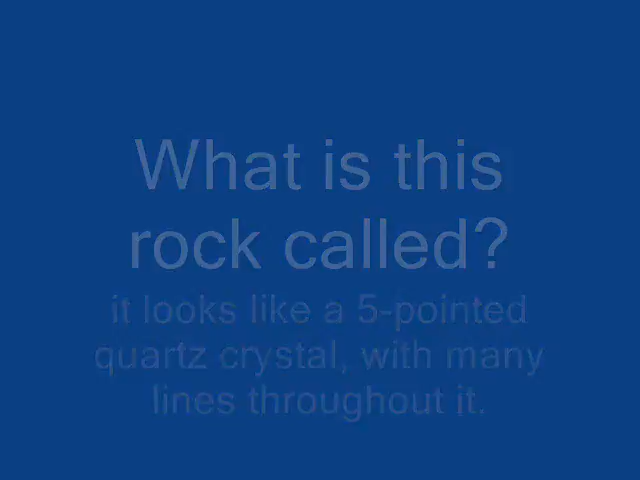 What is this
rock called?
it looks like a 5-pointed
quartz crystal, with many
lines throughout it.